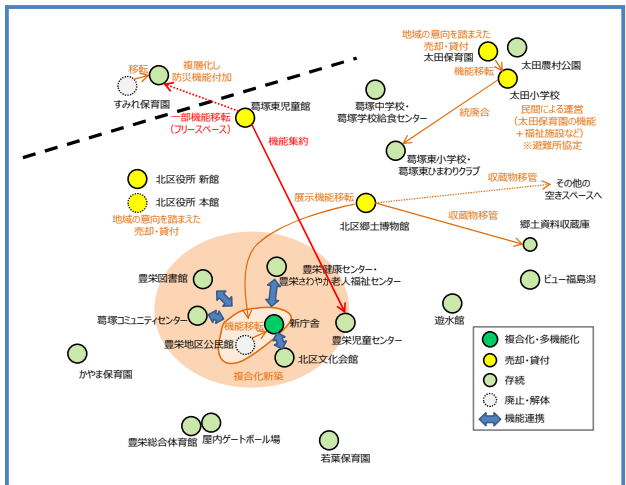 地域の意向を踏まえた
売却・貸付
太田保育園
太田農村公園
機能移転
太田小学校
民間による運営
（太田保育園の機能
＋福祉施設など）
※避難所協定
統廃合
移転
複層化し
防災機能付加
すみれ保育園
葛塚東児童館
一部機能移転
（フリースペース）
機能集約
葛塚中学校・
葛塚学校給食センター
葛塚東小学校・
葛塚東ひまわりクラブ
北区役所 新館
北区役所 本館
地域の意向を踏まえた
売却・貸付
展示機能移転
北区郷土博物館
収蔵物移管
その他の
空きスペースへ
収蔵物移管
郷土資料収蔵庫
ビュー福島潟
遊水館
豊栄健康センター・
豊栄さわやか老人福祉センター
豊栄図書館
葛塚コミュニティセンター
機能移転
新庁舎
豊栄地区公民館
豊栄児童センター
北区文化会館
複合化新築
かやま保育園
豊栄総合体育館
屋内ゲートボール場
若葉保育園
複合化・多機能化
売却・貸付
存続
廃止・解体
機能連携